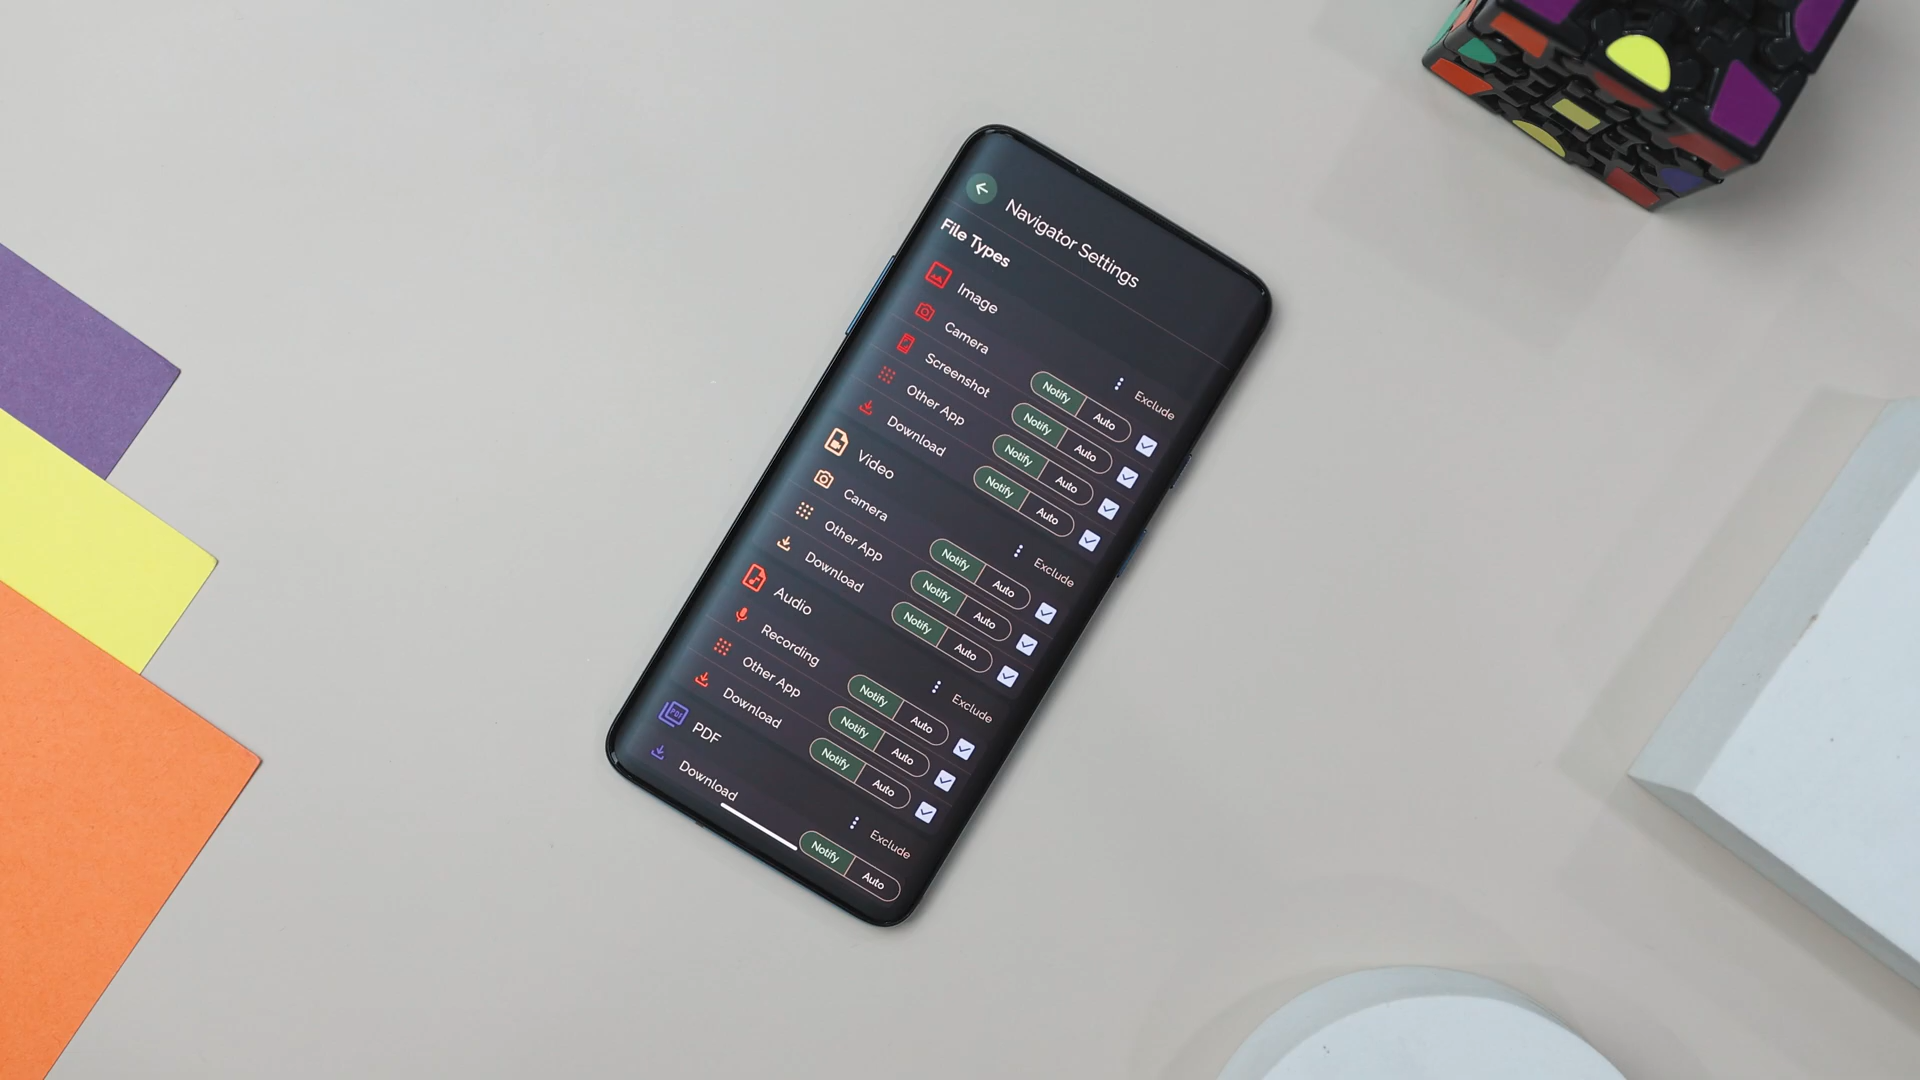 Navigator Settings
File Types
Image
Exclude
Camera
Notify Auto
Screenshot
Notify Auto
Other App
Notify Auto
Download
Notify Auto
Video
Exclude
Camera
Notify Auto
Other App
Notify Auto
Download
Notify Auto
Audio
Exclude
Recording
Notify Auto
Other App
Notify Auto
Download
Notify Auto
PDF
Exclude
Download
Notify Auto